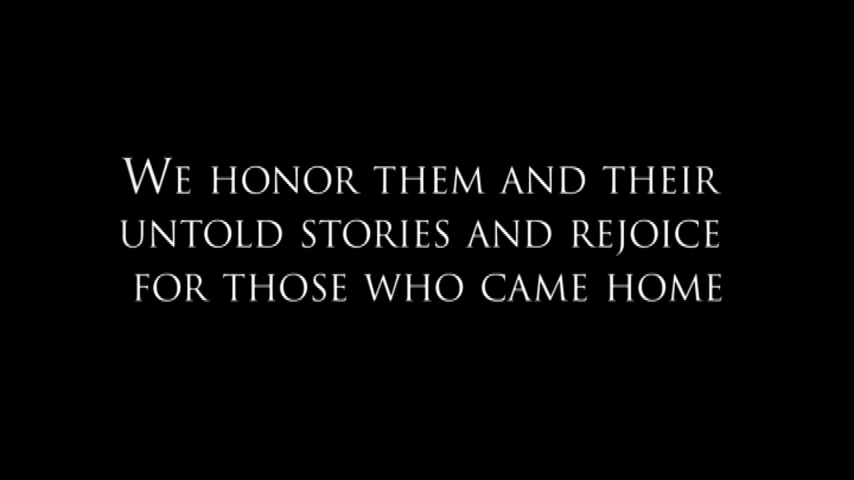 We honor them and their
untold stories and rejoice
for those who came home